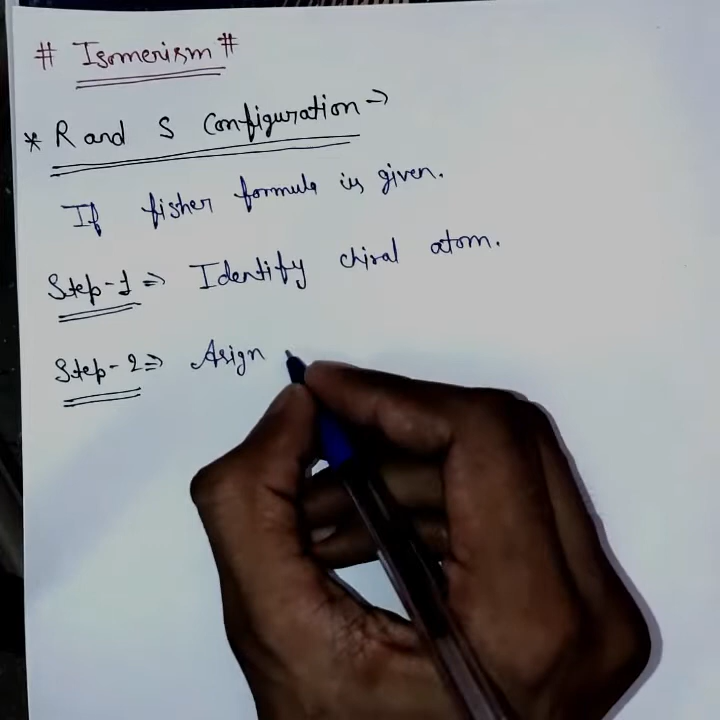 # Isomerism #
* R and S Configuration →
If fisher formula is given.
Step-1 ⇒ Identify chiral atom.
Step-2 ⇒ Asign